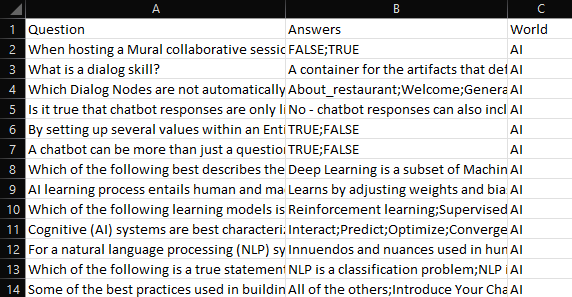 A B C
1 Question Answers World
2 When hosting a Mural collaborative sessic FALSE;TRUE AI
3 What is a dialog skill? A container for the artifacts that def AI
4 Which Dialog Nodes are not automatically About_restaurant;Welcome;Genera AI
5 Is it true that chatbot responses are only li No - chatbot responses can also incl AI
6 By setting up several values within an Enti TRUE;FALSE AI
7 A chatbot can be more than just a question TRUE;FALSE AI
8 Which of the following best describes the Deep Learning is a subset of Machin AI
9 AI learning process entails human and ma Learns by adjusting weights and bia AI
10 Which of the following learning models is Reinforcement learning;Supervised AI
11 Cognitive (AI) systems are best characteri: Interact;Predict;Optimize;Converge AI
12 For a natural language processing (NLP) sy Innuendos and nuances used in hun AI
13 Which of the following is a true statement NLP is a classification problem;NLP i AI
14 Some of the best practices used in buildin All of the others;Introduce Your Cha AI